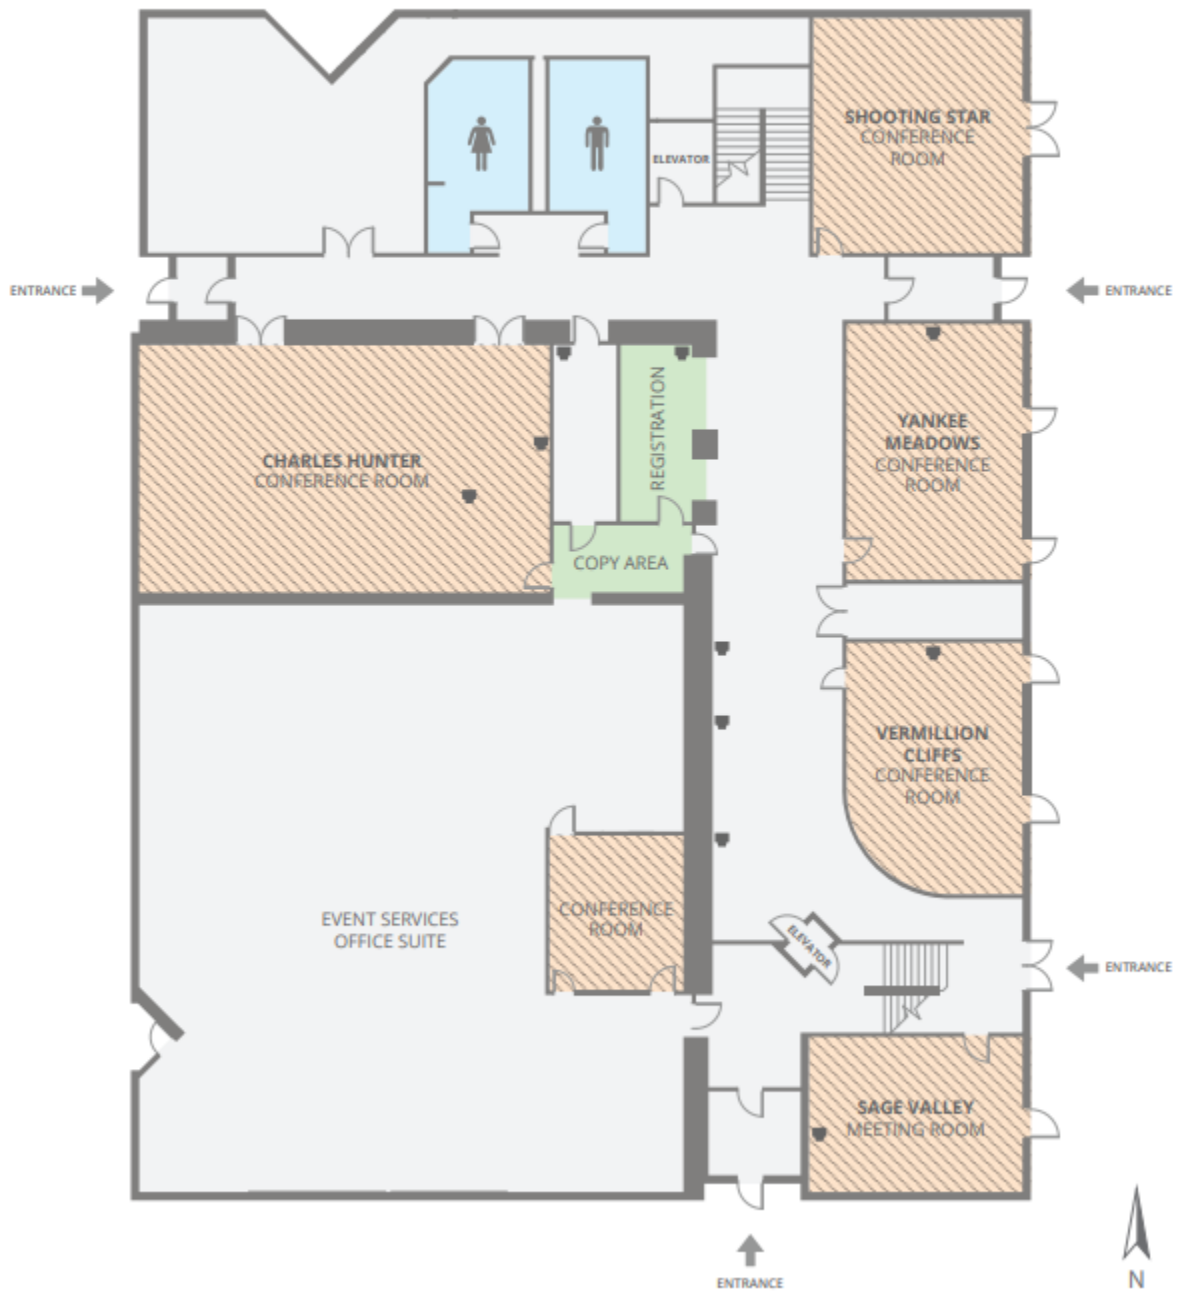 SHOOTING STAR
CONFERENCE
ROOM
ELEVATOR
ENTRANCE
ENTRANCE
CHARLES HUNTER
CONFERENCE ROOM
REGISTRATION
YANKEE
MEADOWS
CONFERENCE
ROOM
COPY AREA
VERMILLION
CLIFFS
CONFERENCE
ROOM
CONFERENCE
ROOM
EVENT SERVICES
OFFICE SUITE
ELEVATOR
ENTRANCE
SAGE VALLEY
MEETING ROOM
ENTRANCE
N